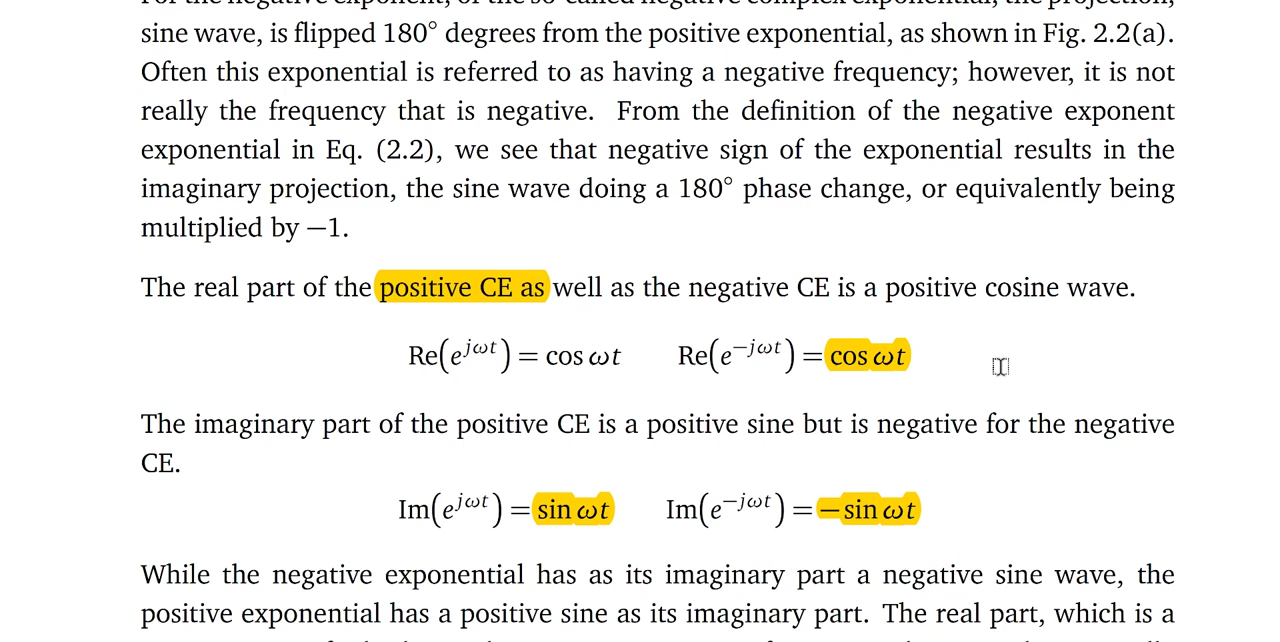 sine wave, is flipped 180° degrees from the positive exponential, as shown in Fig. 2.2(a).
Often this exponential is referred to as having a negative frequency; however, it is not
really the frequency that is negative. From the definition of the negative exponent
exponential in Eq. (2.2), we see that negative sign of the exponential results in the
imaginary projection, the sine wave doing a 180° phase change, or equivalently being
multiplied by −1.
The real part of the positive CE as well as the negative CE is a positive cosine wave.
Re(e^{jωt}) = cos ωt Re(e^{−jωt}) = cos ωt
The imaginary part of the positive CE is a positive sine but is negative for the negative
CE.
Im(e^{jωt}) = sin ωt Im(e^{−jωt}) = −sin ωt
While the negative exponential has as its imaginary part a negative sine wave, the
positive exponential has a positive sine as its imaginary part. The real part, which is a